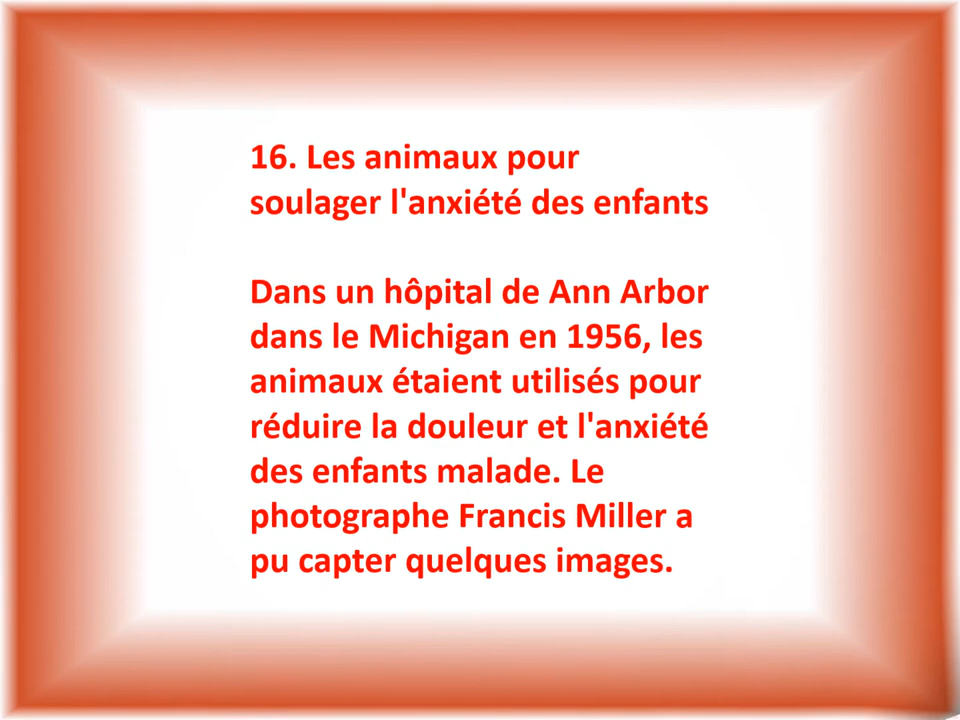 16. Les animaux pour
soulager l'anxiété des enfants
Dans un hôpital de Ann Arbor
dans le Michigan en 1956, les
animaux étaient utilisés pour
réduire la douleur et l'anxiété
des enfants malade. Le
photographe Francis Miller a
pu capter quelques images.